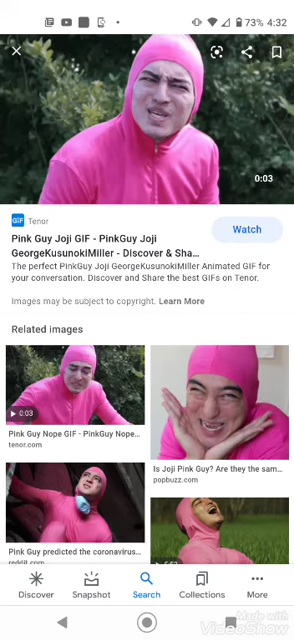 73% 4:32
0:03
GIF Tenor
Watch
Pink Guy Joji GIF - PinkGuy Joji
GeorgeKusunokiMiller - Discover & Sha...
The perfect PinkGuy Joji GeorgeKusunokiMiller Animated GIF for
your conversation. Discover and Share the best GIFs on Tenor.
Images may be subject to copyright. Learn More
Related images
0:03
Pink Guy Nope GIF - PinkGuy Nope...
tenor.com
Is Joji Pink Guy? Are they the sam...
popbuzz.com
Pink Guy predicted the coronavirus...
reddit.com
Discover
Snapshot
Search
Collections
More
Made with
VideoShow